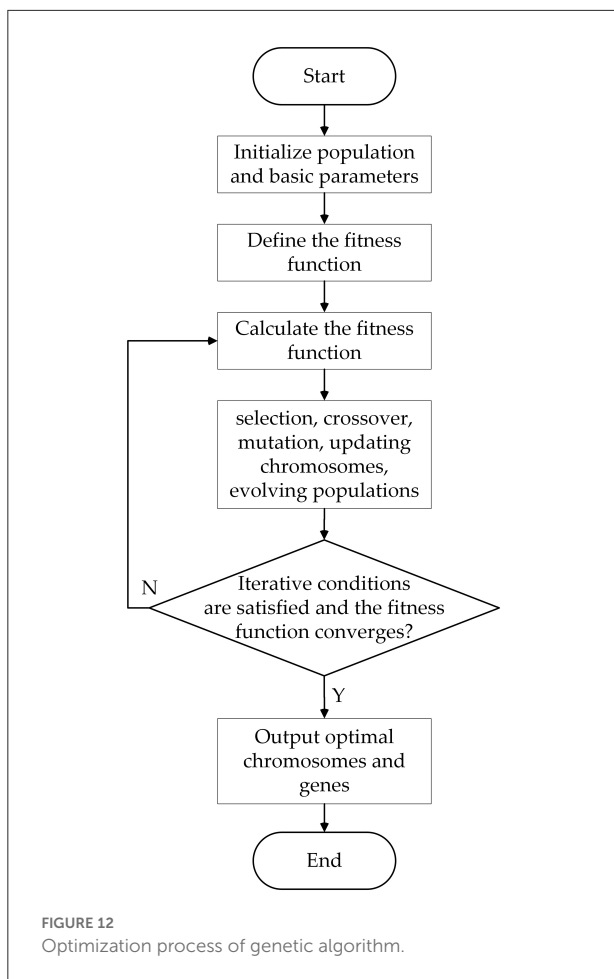 Start
Initialize population
and basic parameters
Define the fitness
function
Calculate the fitness
function
selection, crossover,
mutation, updating
chromosomes,
evolving populations
N
Iterative conditions
are satisfied and the fitness
function converges?
Y
Output optimal
chromosomes and
genes
End
FIGURE 12
Optimization process of genetic algorithm.